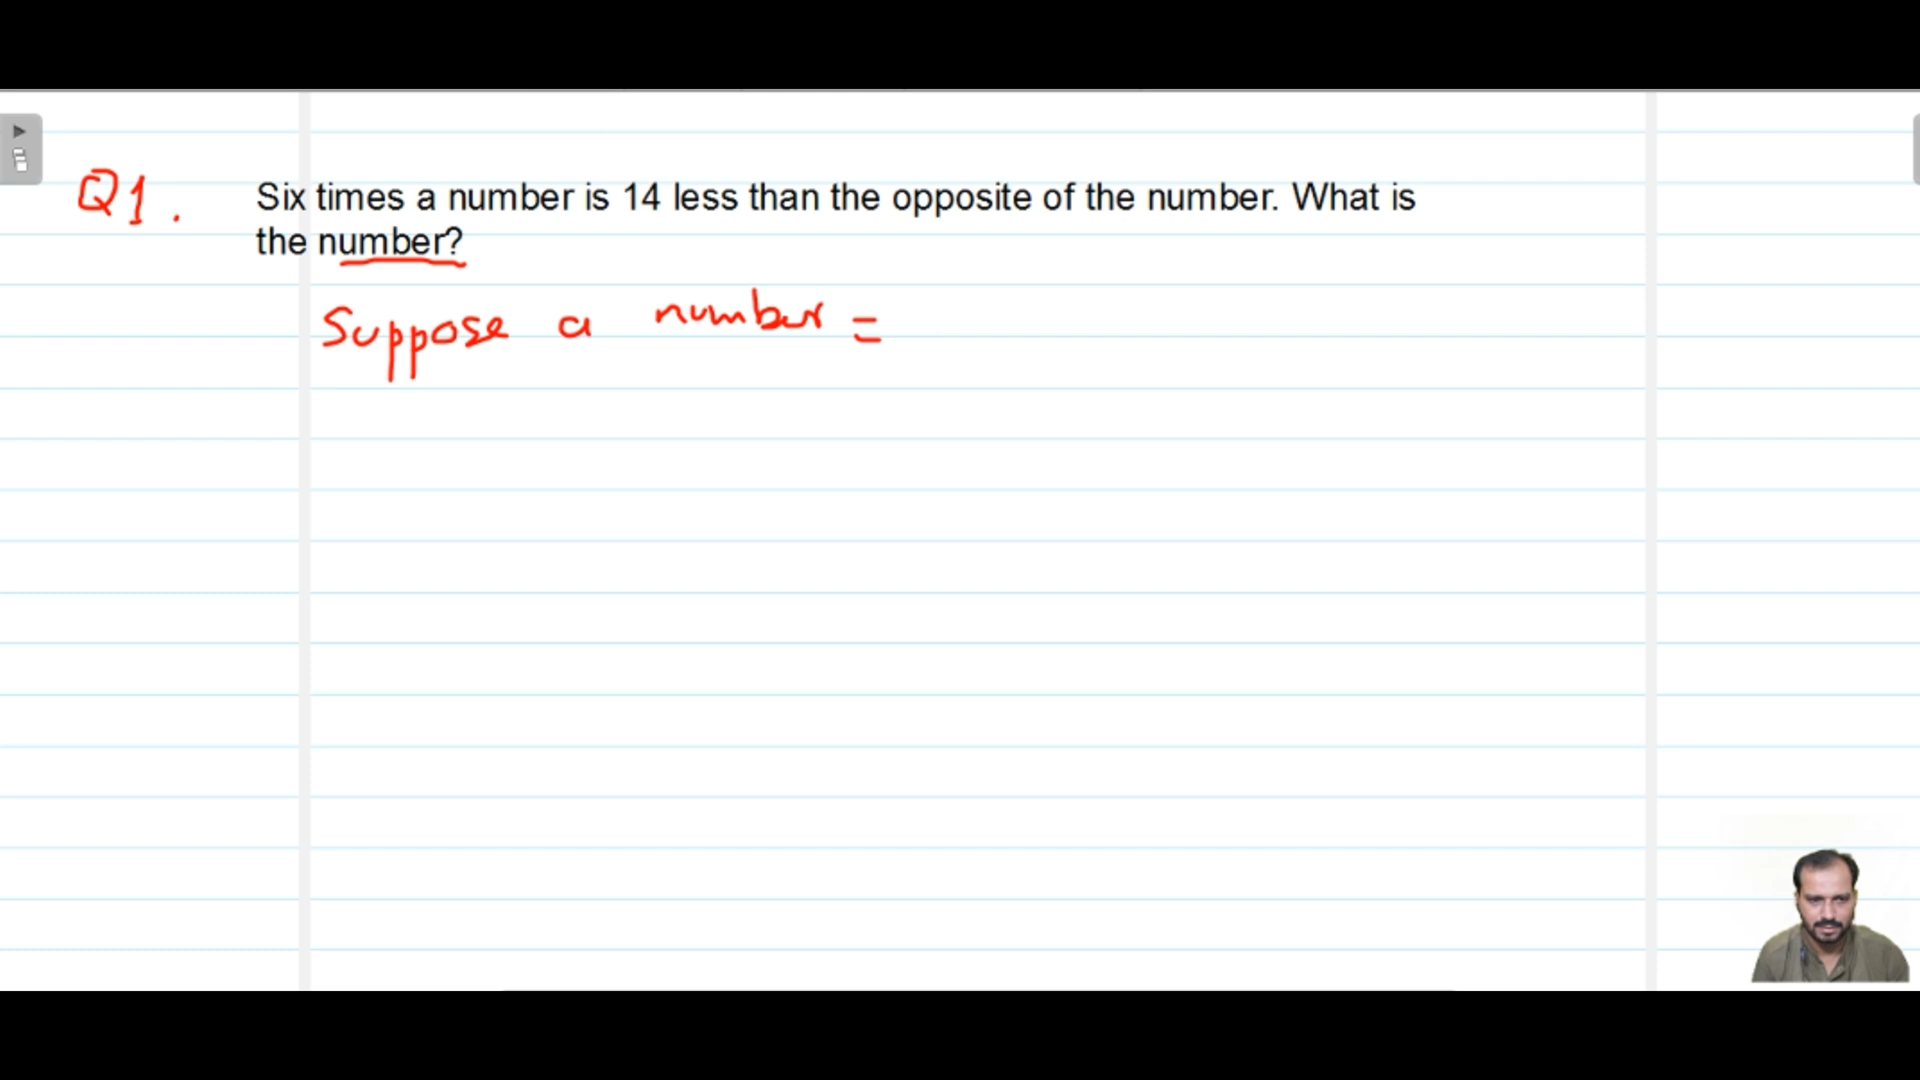 Q1. Six times a number is 14 less than the opposite of the number. What is
the number?
Suppose a number =